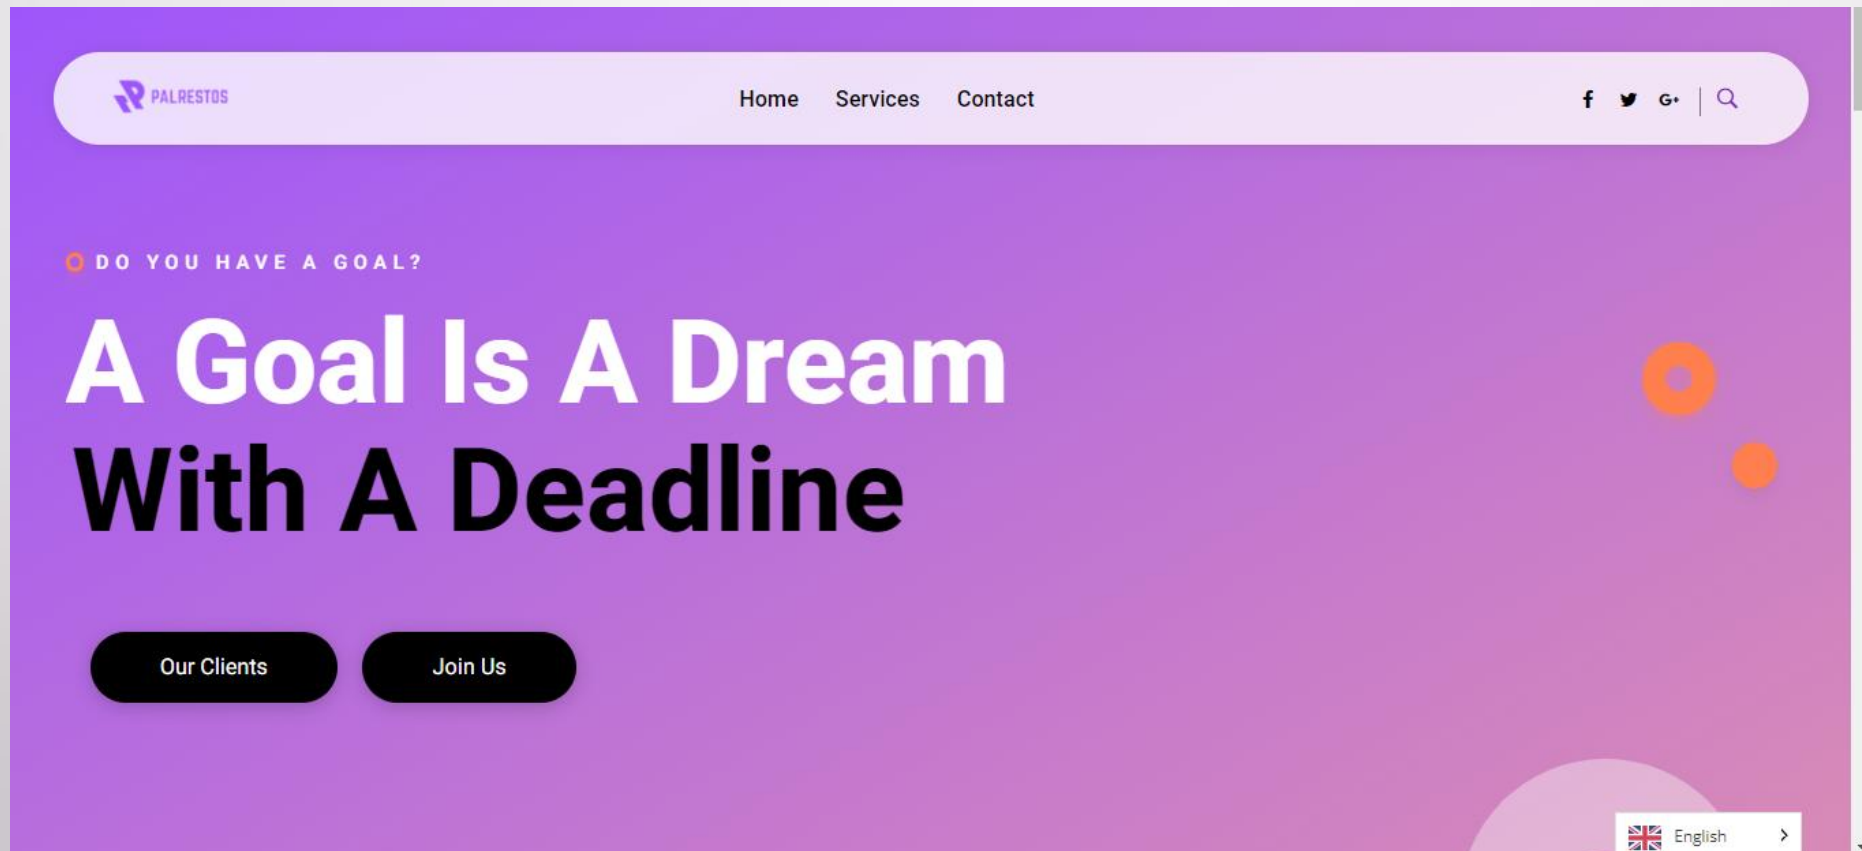 PALRESTOS
Home Services Contact
f G+
DO YOU HAVE A GOAL?
A Goal Is A Dream
With A Deadline
Our Clients Join Us
English